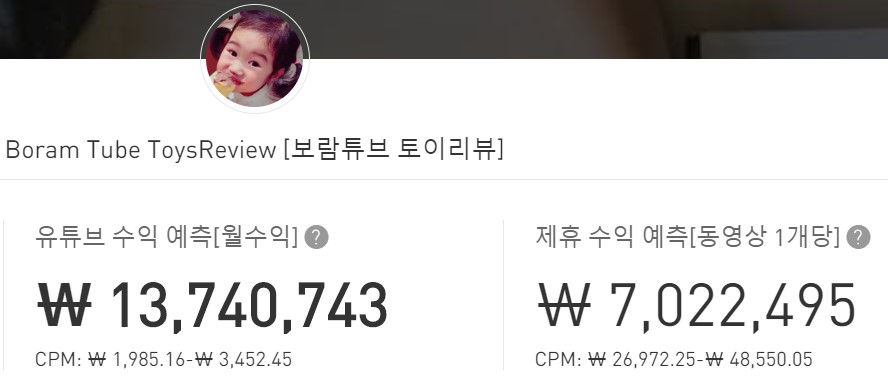 Boram Tube ToysReview [보람튜브 토이리뷰]
유튜브 수익 예측[월수익] ?
₩ 13,740,743
CPM: ₩ 1,985.16-₩ 3,452.45
제휴 수익 예측[동영상 1개당] ?
₩ 7,022,495
CPM: ₩ 26,972.25-₩ 48,550.05